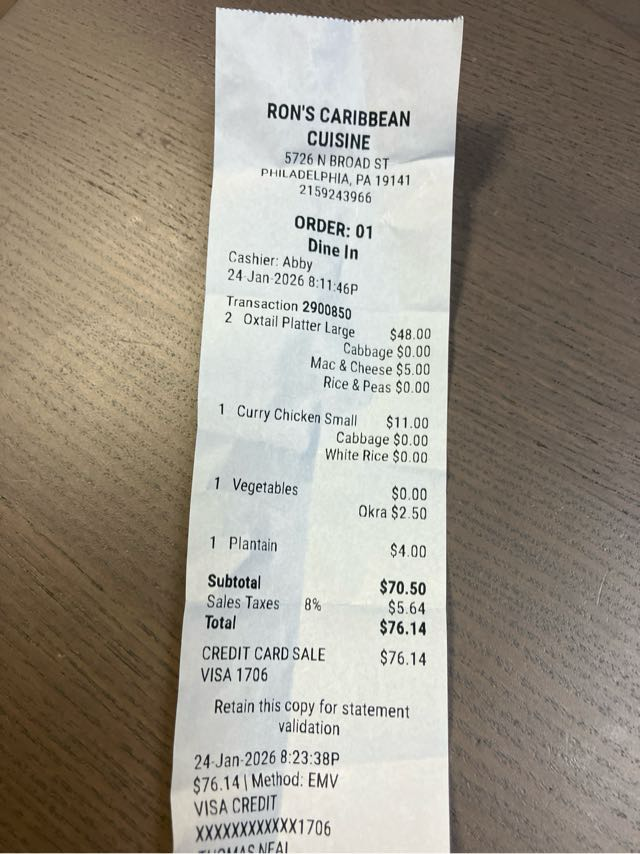 RON'S CARIBBEAN
CUISINE
5726 N BROAD ST
PHILADELPHIA, PA 19141
2159243966
ORDER: 01
Dine In
Cashier: Abby
24-Jan-2026 8:11:46P
Transaction 2900850
2 Oxtail Platter Large $48.00
Cabbage $0.00
Mac & Cheese $5.00
Rice & Peas $0.00
1 Curry Chicken Small $11.00
Cabbage $0.00
White Rice $0.00
1 Vegetables $0.00
Okra $2.50
1 Plantain $4.00
Subtotal $70.50
Sales Taxes 8% $5.64
Total $76.14
CREDIT CARD SALE $76.14
VISA 1706
Retain this copy for statement
validation
24-Jan-2026 8:23:38P
$76.14 | Method: EMV
VISA CREDIT
XXXXXXXXXXXX1706
THOMAS NEAL